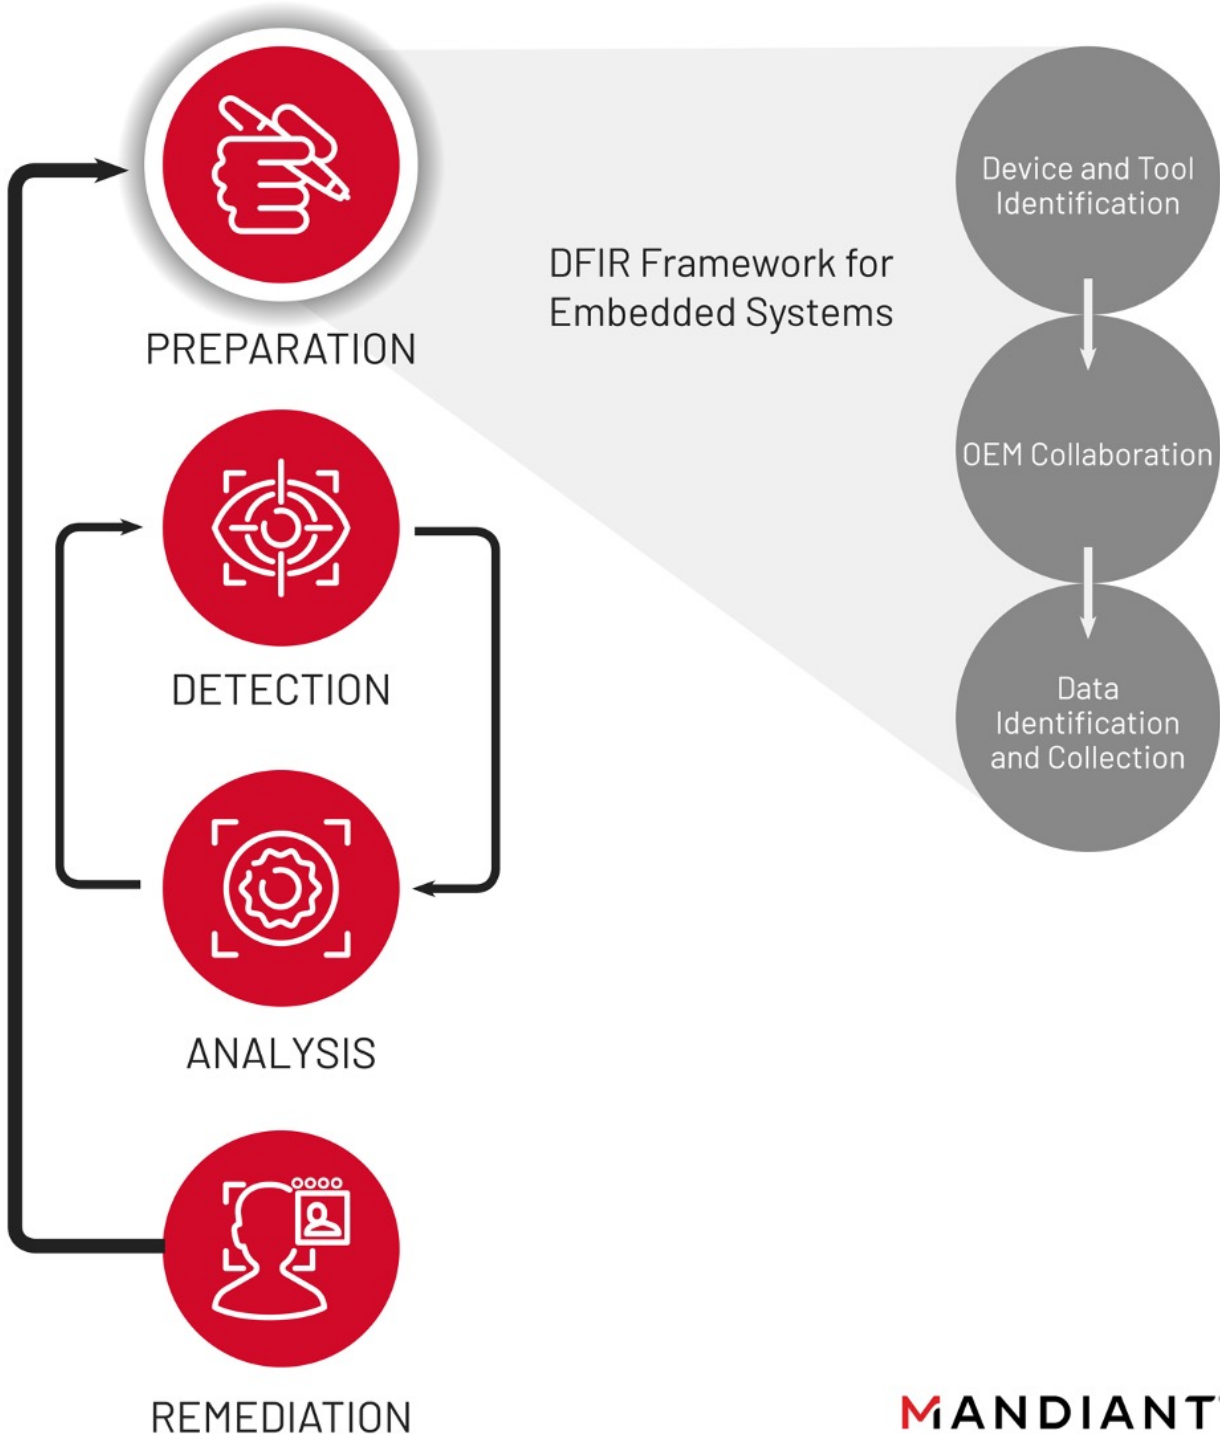 PREPARATION
DETECTION
ANALYSIS
REMEDIATION
DFIR Framework for
Embedded Systems
Device and Tool
Identification
OEM Collaboration
Data
Identification
and Collection
MANDIANT